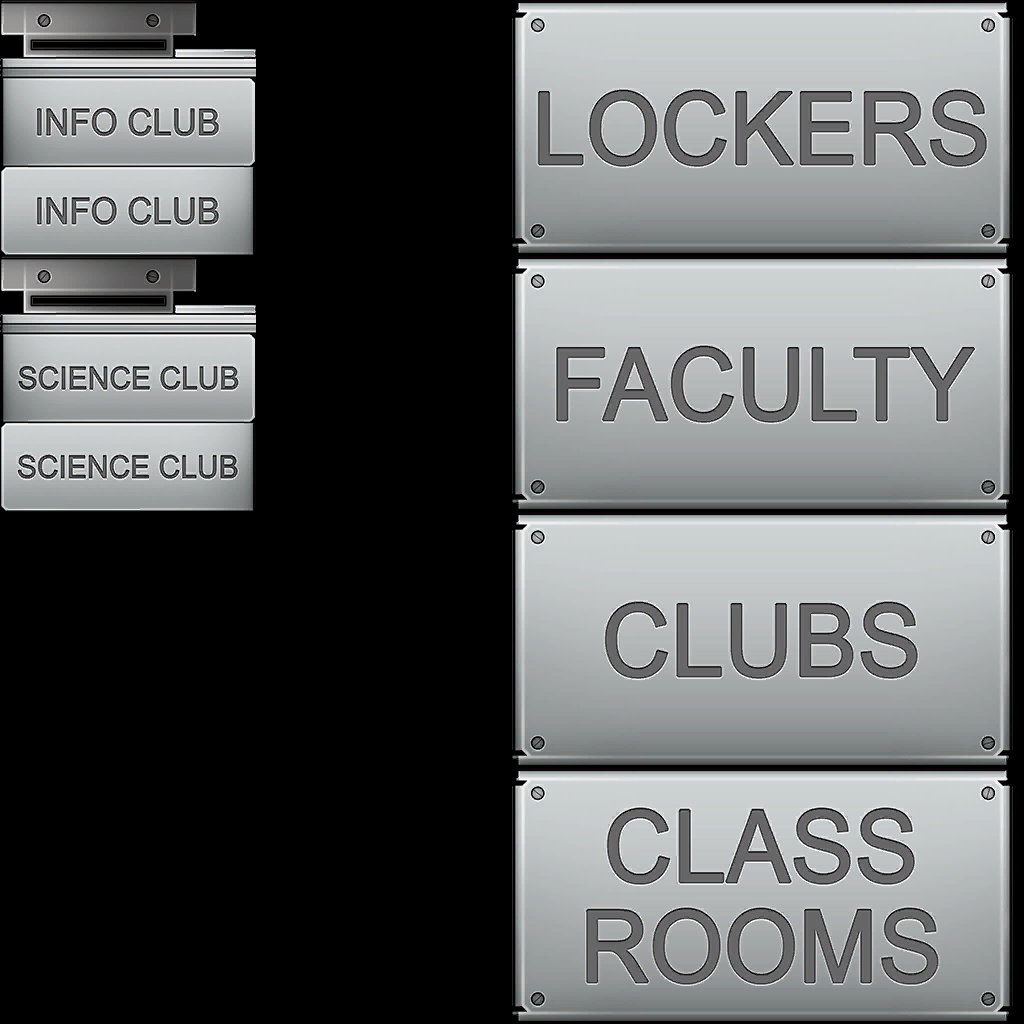 INFO CLUB
INFO CLUB
SCIENCE CLUB
SCIENCE CLUB
LOCKERS
FACULTY
CLUBS
CLASS
ROOMS